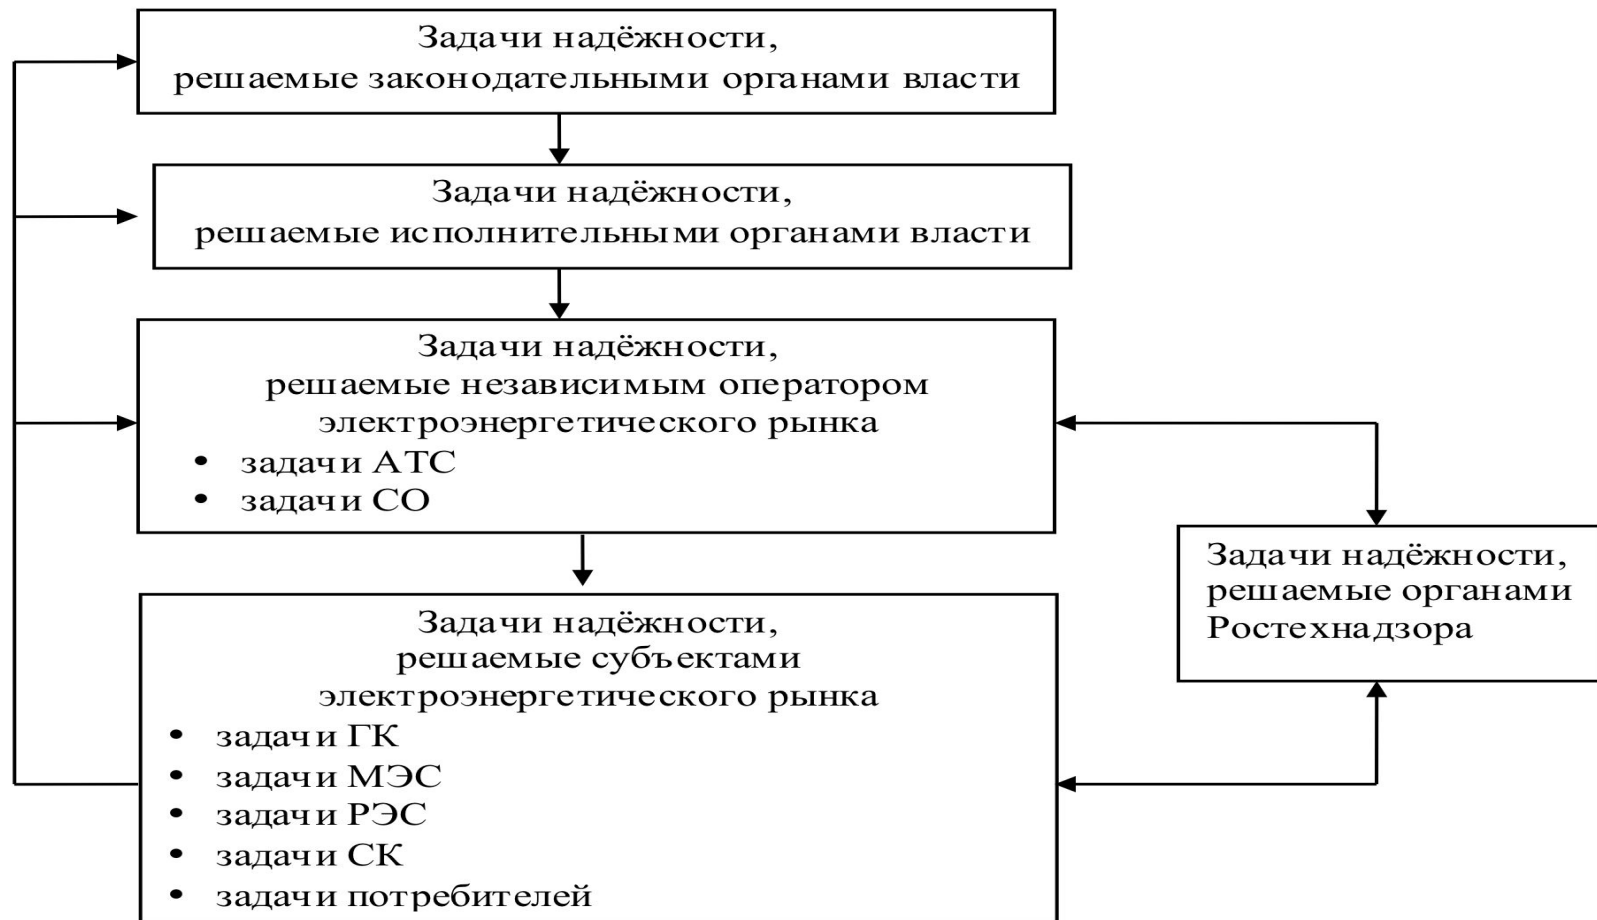 Задачи надёжности,
решаемые законодательными органами власти
Задачи надёжности,
решаемые исполнительными органами власти
Задачи надёжности,
решаемые независимым оператором
электроэнергетического рынка
• задачи АТС
• задачи СО
Задачи надёжности,
решаемые органами
Ростехнадзора
Задачи надёжности,
решаемые субъектами
электроэнергетического рынка
• задачи ГК
• задачи МЭС
• задачи РЭС
• задачи СК
• задачи потребителей